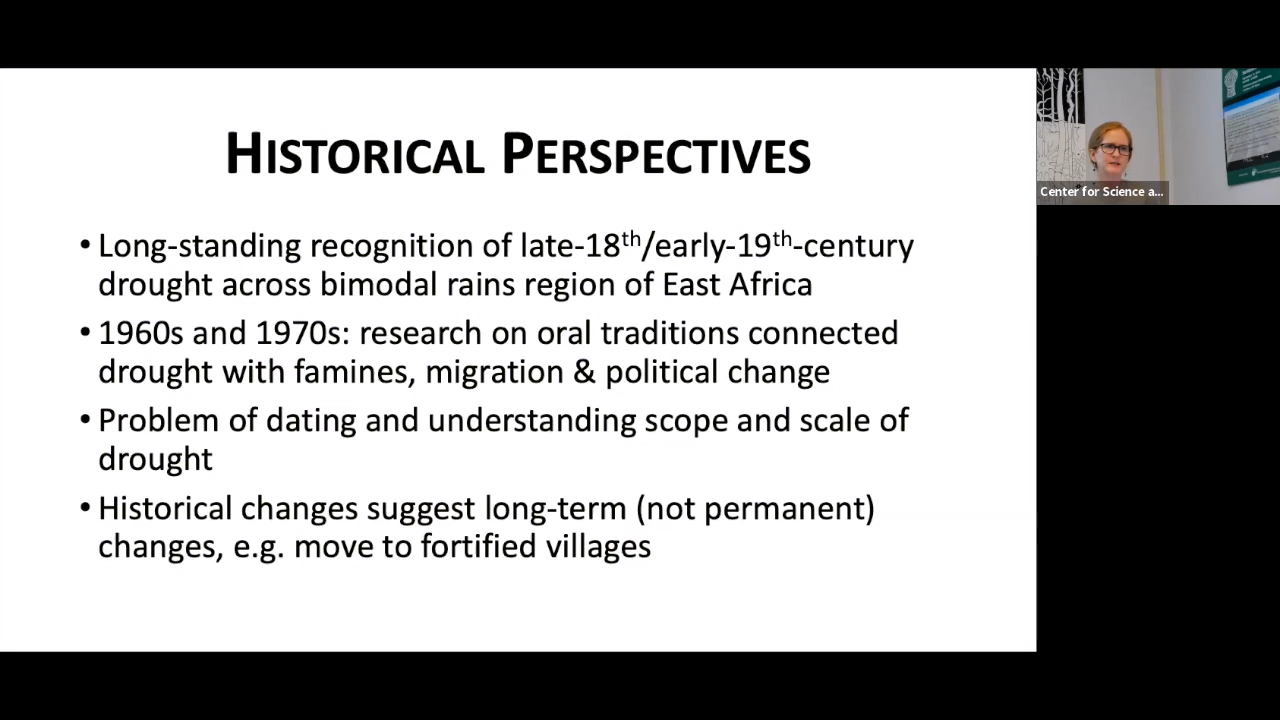 HISTORICAL PERSPECTIVES
• Long-standing recognition of late-18th/early-19th-century
drought across bimodal rains region of East Africa
• 1960s and 1970s: research on oral traditions connected
drought with famines, migration & political change
• Problem of dating and understanding scope and scale of
drought
• Historical changes suggest long-term (not permanent)
changes, e.g. move to fortified villages
Center for Science a...